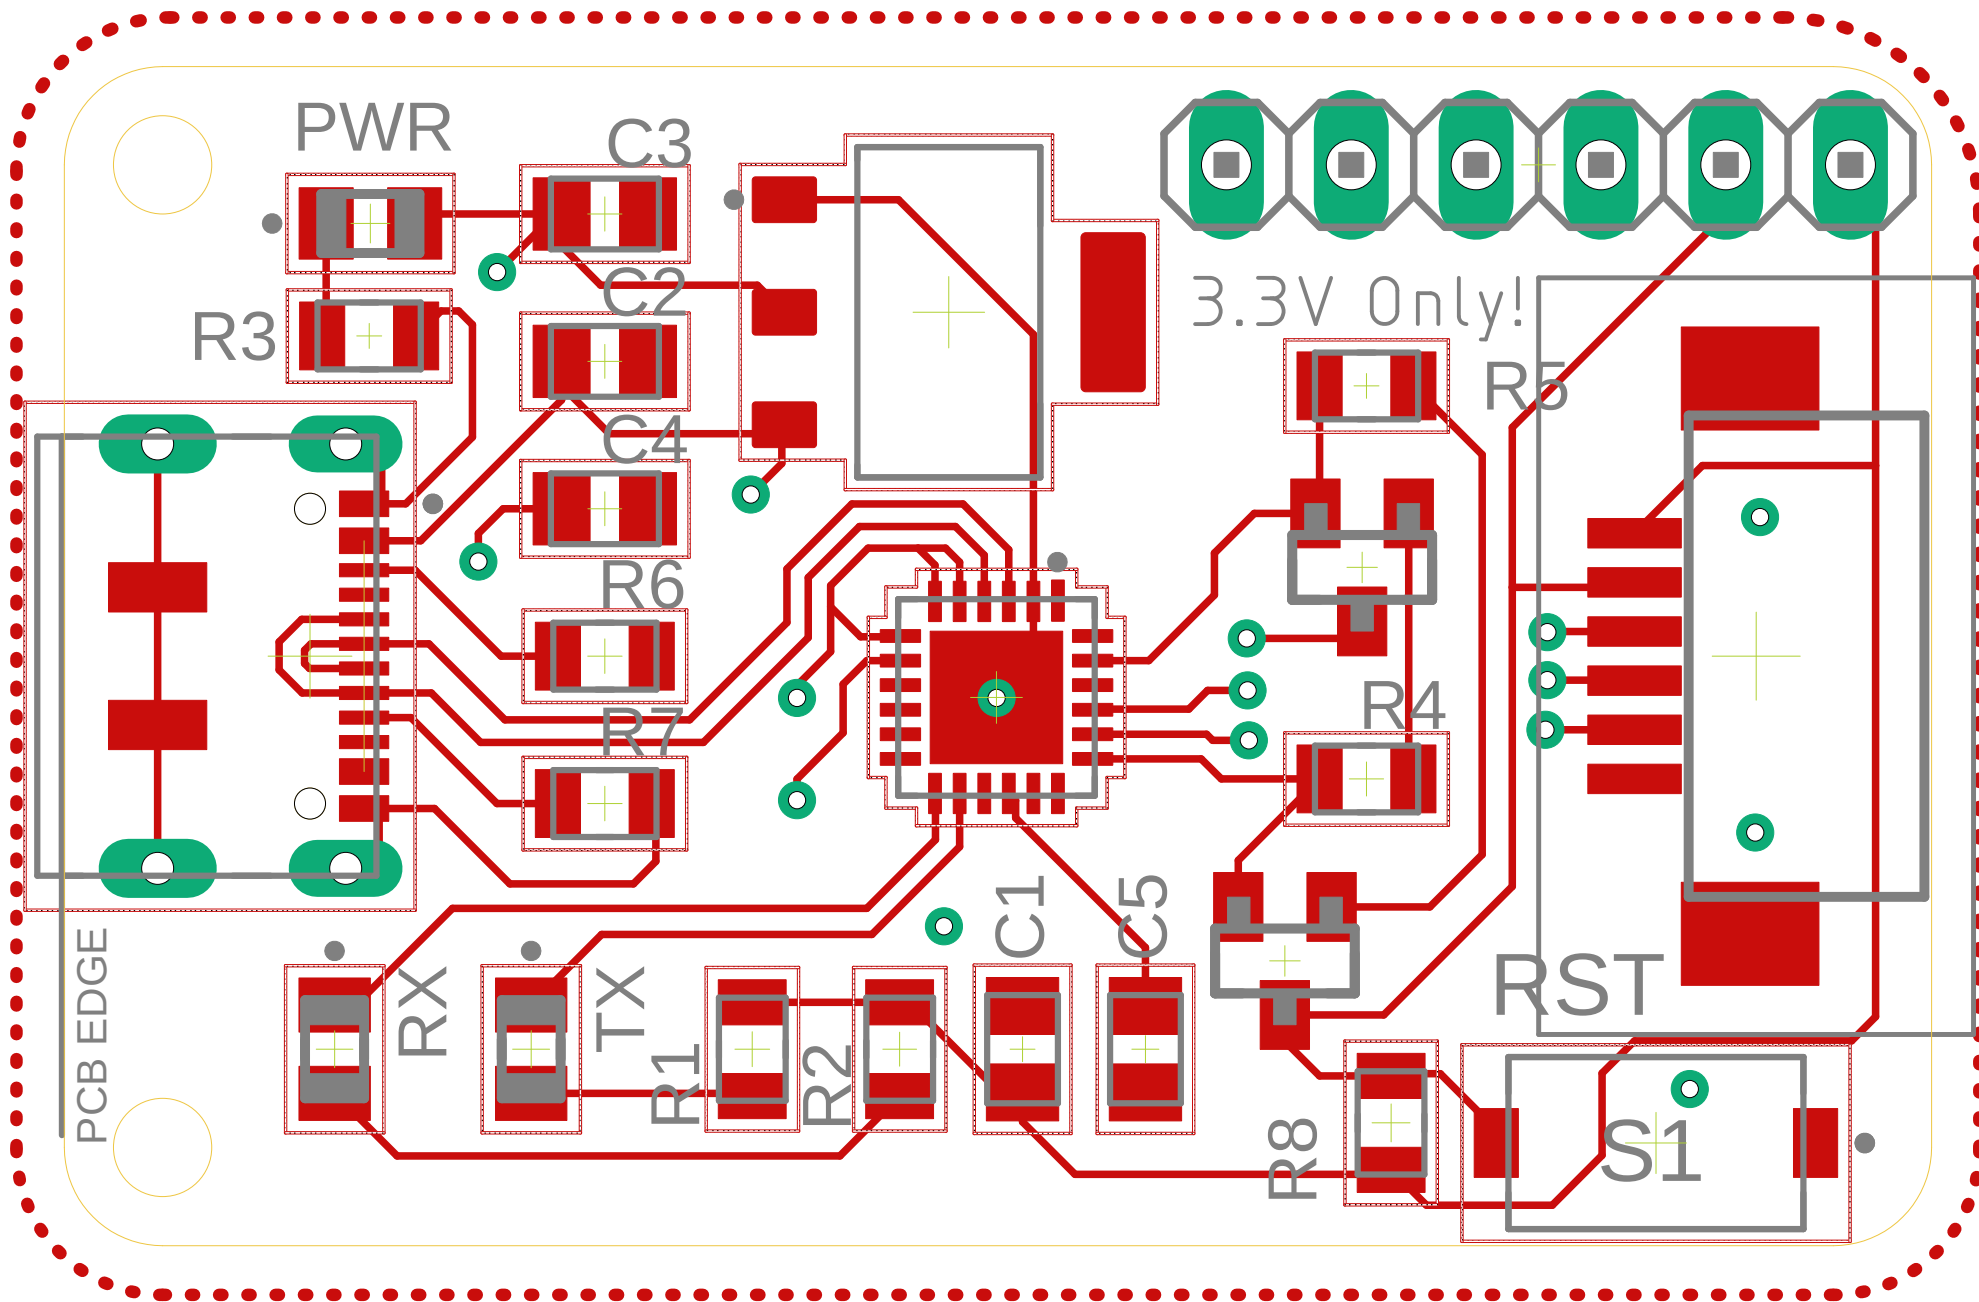 PWR
C3
C2
3.3V Only!
R3
R5
C4
R6
R4
R7
C1
C5
PCB EDGE
RX
TX
RST
R1
R2
R8
S1